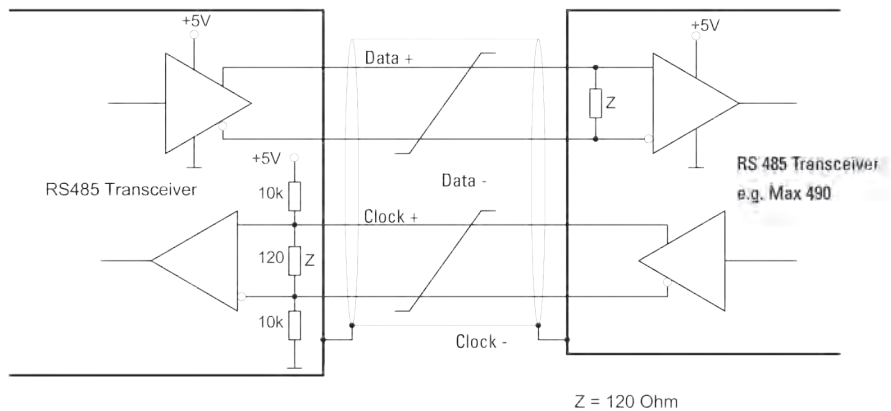 +5V
+5V
Data +
Z
+5V
RS485 Transceiver
10k
Data -
RS 485 Transceiver
e.g. Max 490
Clock +
120
Z
10k
Clock -
Z = 120 Ohm